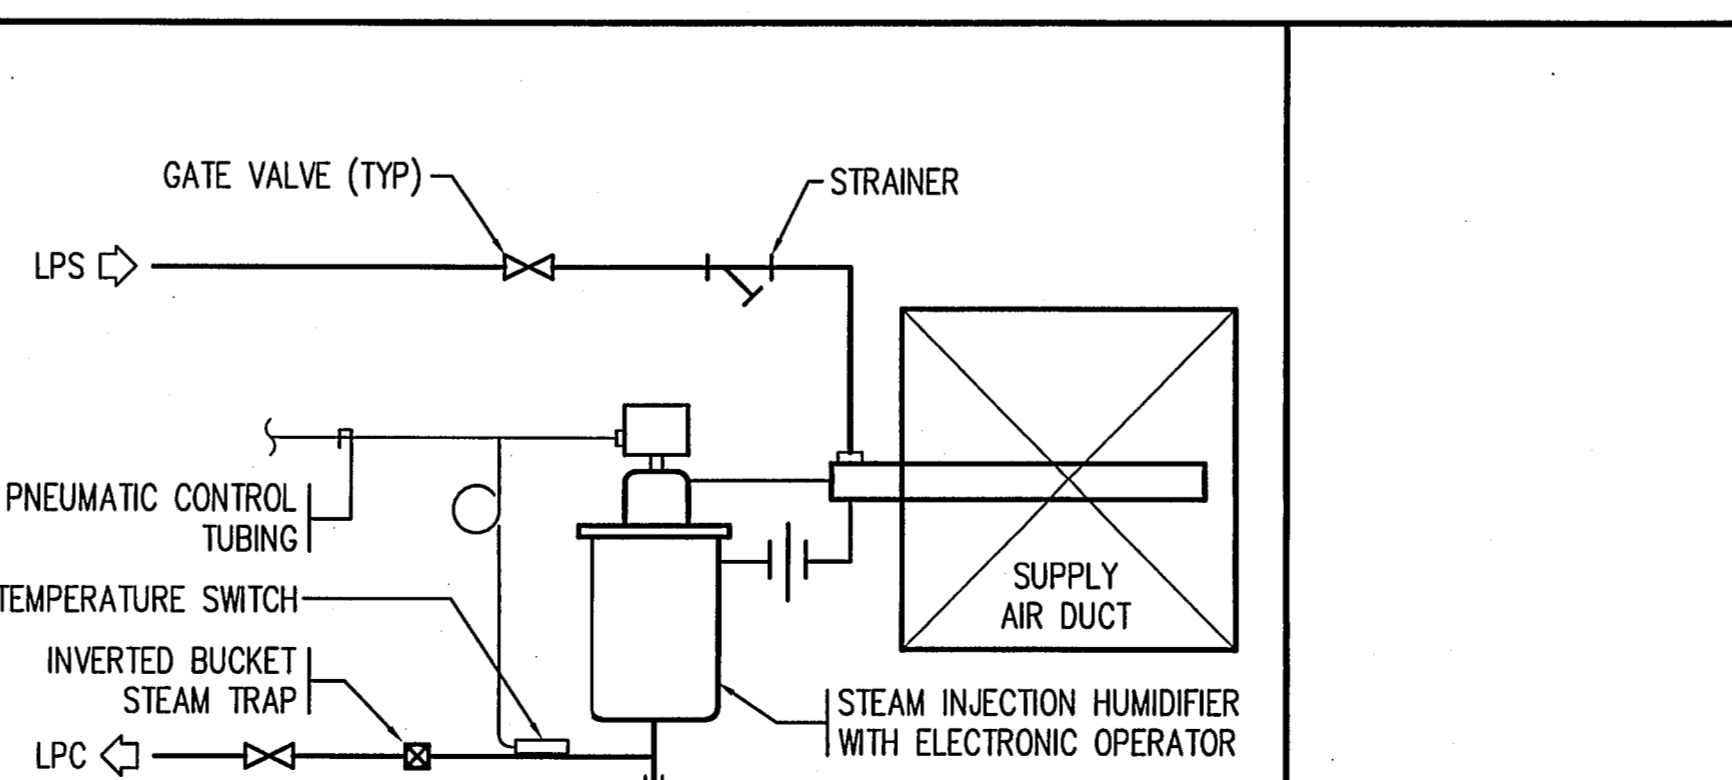 GATE VALVE (TYP)
STRAINER
LPS
PNEUMATIC CONTROL
TUBING
TEMPERATURE SWITCH
SUPPLY
AIR DUCT
INVERTED BUCKET
STEAM TRAP
STEAM INJECTION HUMIDIFIER
WITH ELECTRONIC OPERATOR
LPC